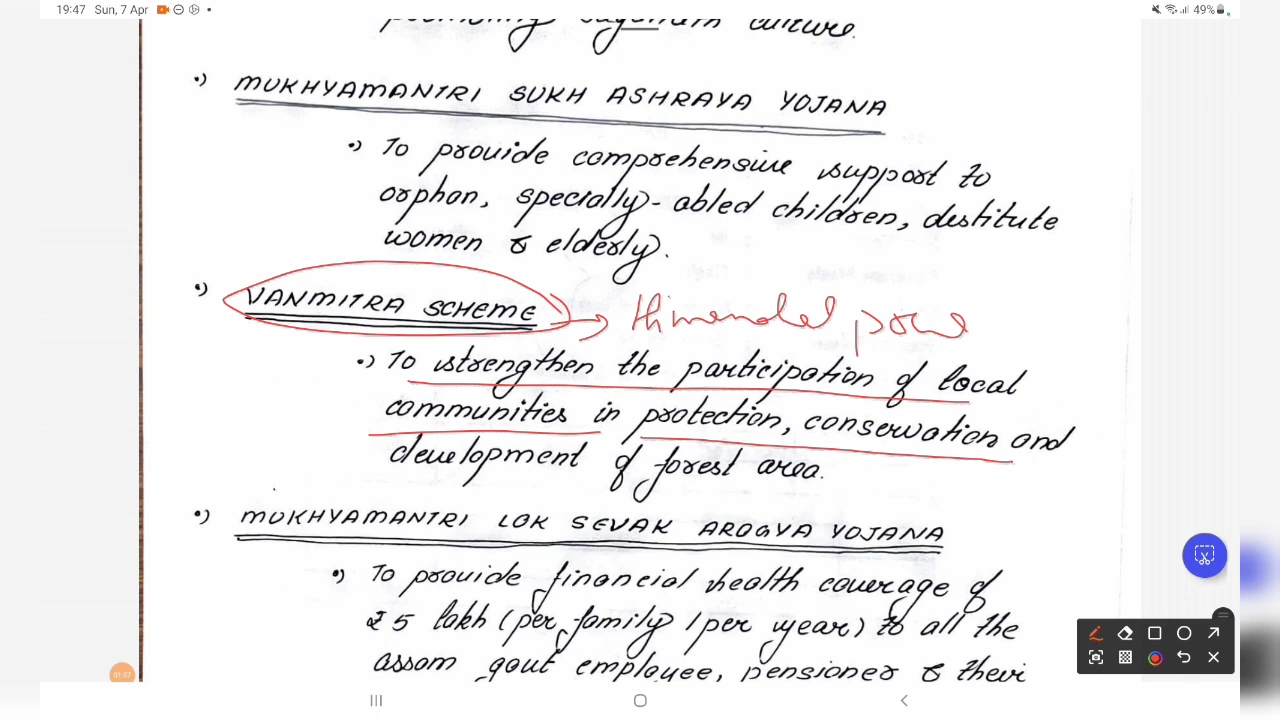 19:47 Sun, 7 Apr 49%
culture.
•) MUKHYAMANTRI SUKH ASHRAYA YOJANA
•) To provide comprehensive support to
orphan, specially-abled children, destitute
women & elderly.
•) VANMITRA SCHEME
•) To strengthen the participation of local
communities in protection, conservation and
development of forest area.
•) MUKHYAMANTRI LOK SEVAK AROGYA YOJANA
•) To provide financial health coverage of
₹5 lakh (per family / per year) to all the
assam govt employee, pensioner & their
01:57